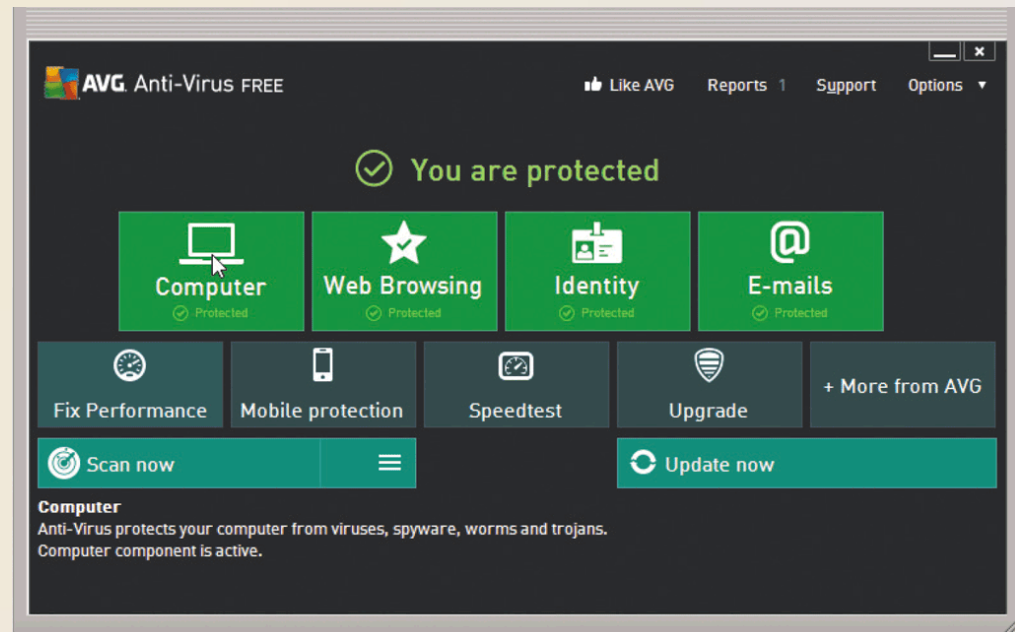 AVG. Anti-Virus FREE
Like AVG Reports 1 Support Options
You are protected
Computer Web Browsing Identity E-mails
Protected Protected Protected Protected
Fix Performance Mobile protection Speedtest Upgrade + More from AVG
Scan now Update now
Computer
Anti-Virus protects your computer from viruses, spyware, worms and trojans.
Computer component is active.